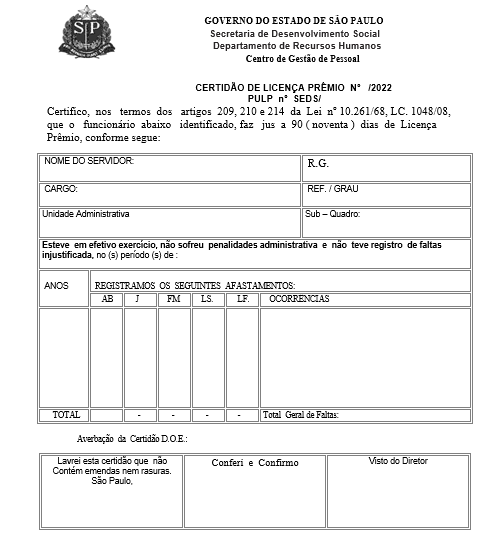 SP
GOVERNO DO ESTADO DE SÃO PAULO
Secretaria de Desenvolvimento Social
Departamento de Recursos Humanos
Centro de Gestão de Pessoal
CERTIDÃO DE LICENÇA PRÊMIO N° /2022
PULP n° SEDS/
Certifico, nos termos dos artigos 209, 210 e 214 da Lei nº 10.261/68, LC. 1048/08,
que o funcionário abaixo identificado, faz jus a 90 ( noventa ) dias de Licença
Prêmio, conforme segue:
NOME DO SERVIDOR: R.G.
CARGO: REF. / GRAU
Unidade Administrativa Sub – Quadro:
Esteve em efetivo exercício, não sofreu penalidades administrativa e não teve registro de faltas
injustificada, no (s) período (s) de :
ANOS REGISTRAMOS OS SEGUINTES AFASTAMENTOS:
AB J FM LS. LF. OCORRENCIAS
TOTAL - - - - Total Geral de Faltas:
Averbação da Certidão D.O.E.:
Lavrei esta certidão que não Conferi e Confirmo Visto do Diretor
Contém emendas nem rasuras.
São Paulo,